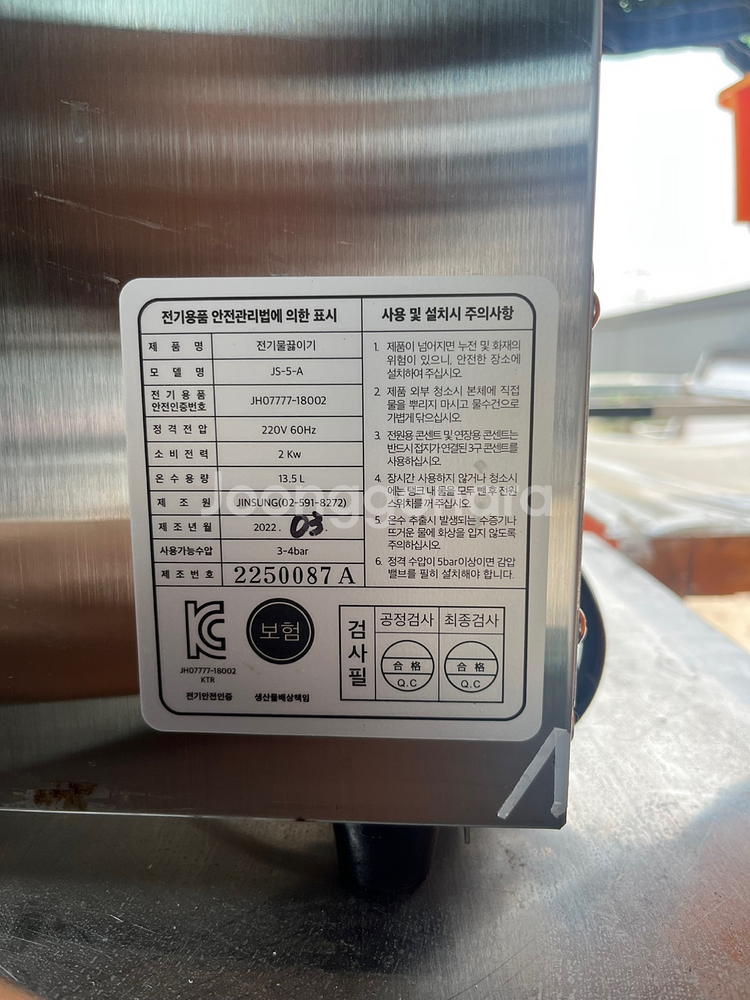 전기용품 안전관리법에 의한 표시
제 품 명 전기물끓이기
모 델 명 JS-5-A
전 기 용 품
안전인증번호 JH07777-18002
정 격 전 압 220V 60Hz
소 비 전 력 2 Kw
온 수 용 량 13.5 L
제 조 원 JINSUNG(02-591-8272)
제 조 년 월 2022 . 03 .
사용가능수압 3-4bar
제 조 번 호 2250087 A
사용 및 설치시 주의사항
1. 제품이 넘어지면 누전 및 화재의
위험이 있으니, 안전한 장소에
설치하여 주십시오.
2. 제품 외부 청소시 본체에 직접
물을 뿌리지 마시고 물수건으로
가볍게 닦으십시오.
3. 전원용 콘센트 및 연장용 콘센트는
반드시 접지가 연결된 3구 콘센트를
사용하십시오.
4. 장시간 사용하지 않거나 청소시
에는 탱크 내 물을 모두 뺀 후 전원
스위치를 꺼 주십시오.
5. 온수 추출시 발생되는 수증기나
뜨거운 물에 화상을 입지 않도록
주의하십시오.
6. 정격 수압이 5bar이상이면 감압
밸브를 필히 설치해야 합니다.
Joongonara
KC
JH07777-18002
KTR
전기안전인증
보험
생산물배상책임
검사필
공정검사 최종검사
合格 合格
Q.C Q.C